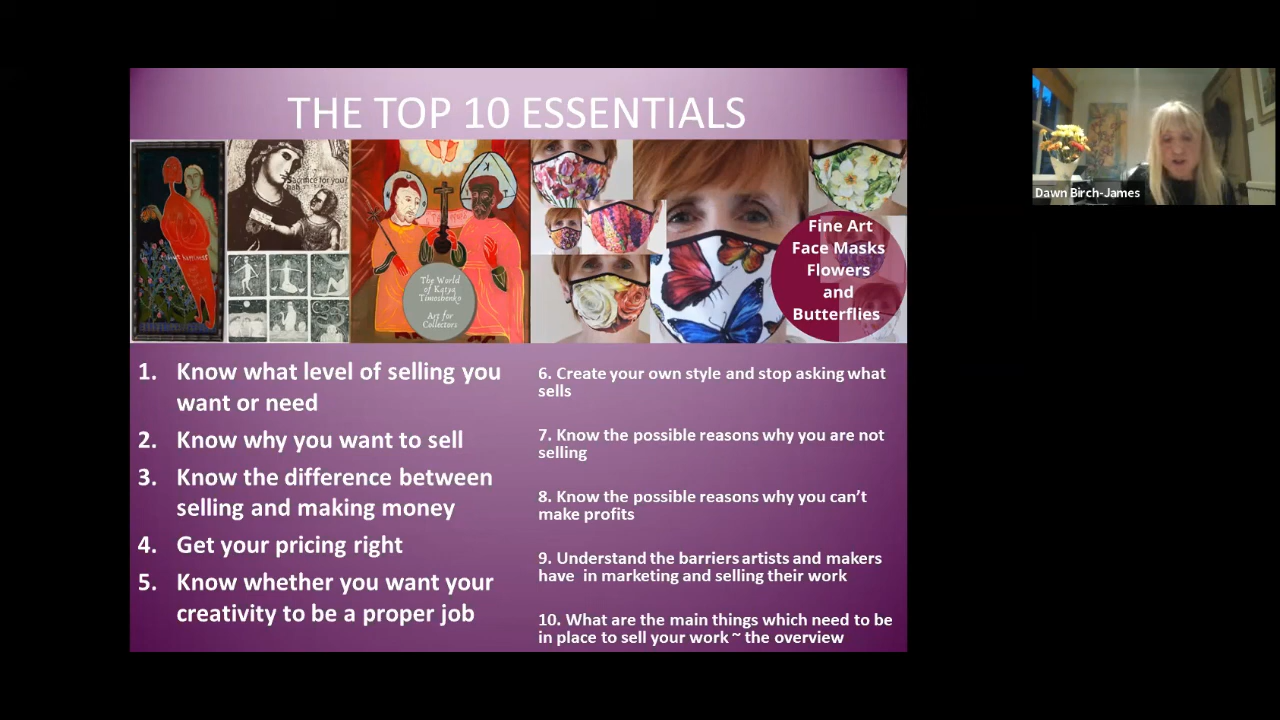 THE TOP 10 ESSENTIALS
Sacrifice for you?
The World
of Katya
Timoshenko
Art for
Collectors
Fine Art
Face Masks
Flowers
and
Butterflies
1. Know what level of selling you
want or need
2. Know why you want to sell
3. Know the difference between
selling and making money
4. Get your pricing right
5. Know whether you want your
creativity to be a proper job
6. Create your own style and stop asking what
sells
7. Know the possible reasons why you are not
selling
8. Know the possible reasons why you can't
make profits
9. Understand the barriers artists and makers
have in marketing and selling their work
10. What are the main things which need to be
in place to sell your work ~ the overview
Dawn Birch-James